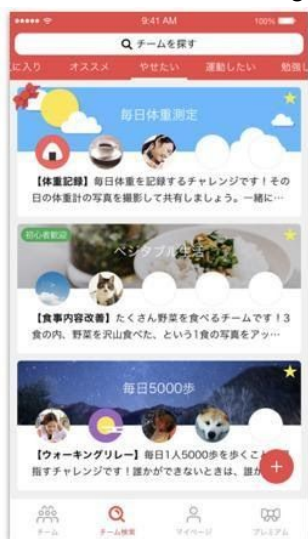 9:41 AM
100%
チームを探す
に入り オススメ やせたい 運動したい 勉強し
毎日体重測定
【体重記録】毎日体重を記録するチャレンジです！その
日の体重計の写真を撮影して共有しましょう。一緒に…
初心者歓迎
ベジタブル生活
【食事内容改善】たくさん野菜を食べるチームです！3
食の内、野菜を沢山食べた、という1食の写真をアッ…
毎日5000歩
【ウォーキングリレー】毎日1人5000歩を歩くこ
指すチャレンジです！誰かができないときは、誰か
チーム チーム検索 マイページ プレミアム